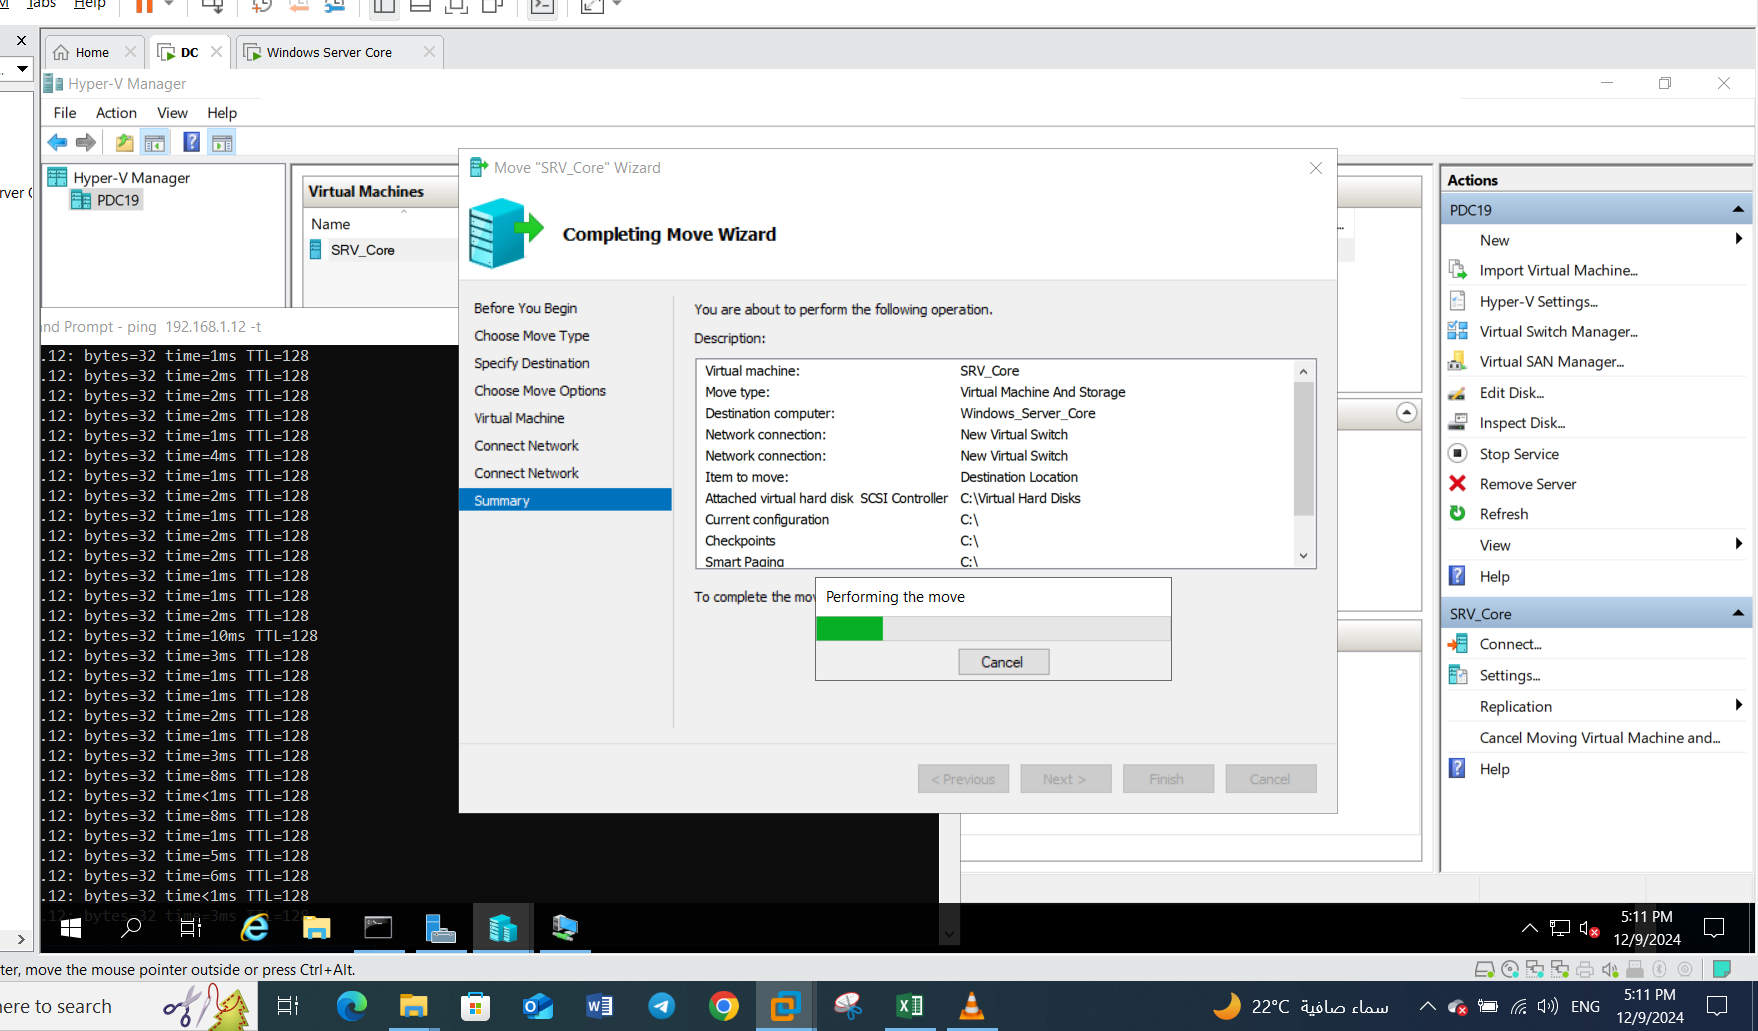 M Tabs Help
Home
DC
Windows Server Core
Hyper-V Manager
File Action View Help
Hyper-V Manager
PDC19
rver C
Virtual Machines
Name
SRV_Core
Move "SRV_Core" Wizard
Completing Move Wizard
Before You Begin
Choose Move Type
Specify Destination
Choose Move Options
Virtual Machine
Connect Network
Connect Network
Summary
You are about to perform the following operation.
Description:
Virtual machine: SRV_Core
Move type: Virtual Machine And Storage
Destination computer: Windows_Server_Core
Network connection: New Virtual Switch
Network connection: New Virtual Switch
Item to move: Destination Location
Attached virtual hard disk SCSI Controller C:\Virtual Hard Disks
Current configuration C:\
Checkpoints C:\
Smart Paging C:\
To complete the mov
Performing the move
Cancel
< Previous
Next >
Finish
Cancel
nd Prompt - ping 192.168.1.12 -t
.12: bytes=32 time=1ms TTL=128
.12: bytes=32 time=2ms TTL=128
.12: bytes=32 time=2ms TTL=128
.12: bytes=32 time=2ms TTL=128
.12: bytes=32 time=1ms TTL=128
.12: bytes=32 time=4ms TTL=128
.12: bytes=32 time=1ms TTL=128
.12: bytes=32 time=2ms TTL=128
.12: bytes=32 time=1ms TTL=128
.12: bytes=32 time=2ms TTL=128
.12: bytes=32 time=2ms TTL=128
.12: bytes=32 time=1ms TTL=128
.12: bytes=32 time=1ms TTL=128
.12: bytes=32 time=2ms TTL=128
.12: bytes=32 time=10ms TTL=128
.12: bytes=32 time=3ms TTL=128
.12: bytes=32 time=1ms TTL=128
.12: bytes=32 time=1ms TTL=128
.12: bytes=32 time=2ms TTL=128
.12: bytes=32 time=1ms TTL=128
.12: bytes=32 time=3ms TTL=128
.12: bytes=32 time=8ms TTL=128
.12: bytes=32 time<1ms TTL=128
.12: bytes=32 time=8ms TTL=128
.12: bytes=32 time=1ms TTL=128
.12: bytes=32 time=5ms TTL=128
.12: bytes=32 time=6ms TTL=128
.12: bytes=32 time<1ms TTL=128
.12: bytes=32 time=3ms TTL=128
Actions
PDC19
New
Import Virtual Machine...
Hyper-V Settings...
Virtual Switch Manager...
Virtual SAN Manager...
Edit Disk...
Inspect Disk...
Stop Service
Remove Server
Refresh
View
Help
SRV_Core
Connect...
Settings...
Replication
Cancel Moving Virtual Machine and...
Help
5:11 PM
12/9/2024
ter, move the mouse pointer outside or press Ctrl+Alt.
here to search
22°C سماء صافية
ENG
5:11 PM
12/9/2024